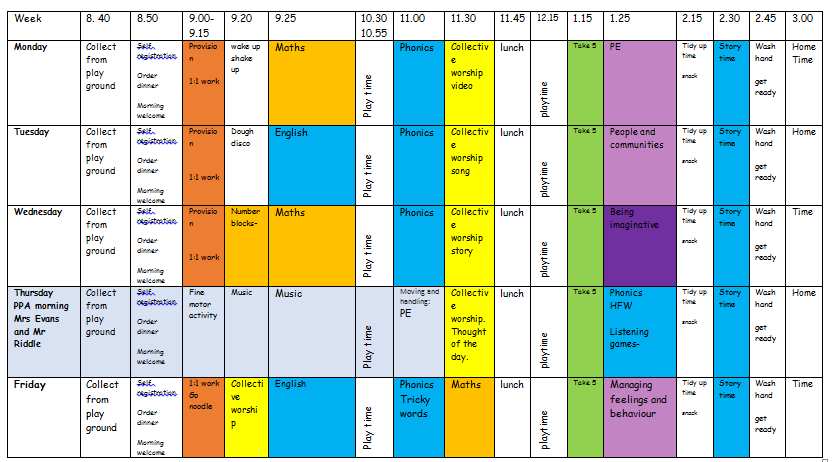 Week 8.40 8.50 9.00- 9.20 9.25 10.30 11.00 11.30 11.45 12.15 1.15 1.25 2.15 2.30 2.45 3.00
9.15 10.55
Monday Collect Self- Provisio wake up Maths Phonics Collectiv lunch Take 5 PE Tidy up Story Wash Home
from registration n shake e time time hand Time
play Order 1:1 work up worship snack get
ground dinner video ready
Morning
welcome
Play time playtime
Tuesday Collect Self- Provisio Dough English Phonics Collectiv lunch Take 5 People and Tidy up Story Wash Home
from registration n disco e communities time time hand
play Order worship snack get
ground dinner 1:1 work song ready
Morning
welcome
Play time playtime
Wednesday Collect Self- Provisio Number Maths Phonics Collectiv lunch Take 5 Being Tidy up Story Wash Time
from registration n blocks- e imaginative time time hand
play Order worship snack get
ground dinner 1:1 work story ready
Morning
welcome
Play time playtime
Thursday Collect Self- Fine Music Music Moving and Collectiv lunch Take 5 Phonics Tidy up Story Wash Home
PPA morning from registration motor handling: e HFW time time hand
Mrs Evans play Order activity PE worship. Listening snack get
and Mr ground dinner Thought games- ready
Riddle Morning of the
welcome day.
Play time playtime
Friday Collect Self- 1:1 work Collecti English Phonics Maths lunch Take 5 Managing Tidy up Story Wash Time
from registration Go ve Tricky feelings and time time hand
play Order noodle worshi words behaviour snack get
ground dinner p ready
Morning
welcome
Play time playtime